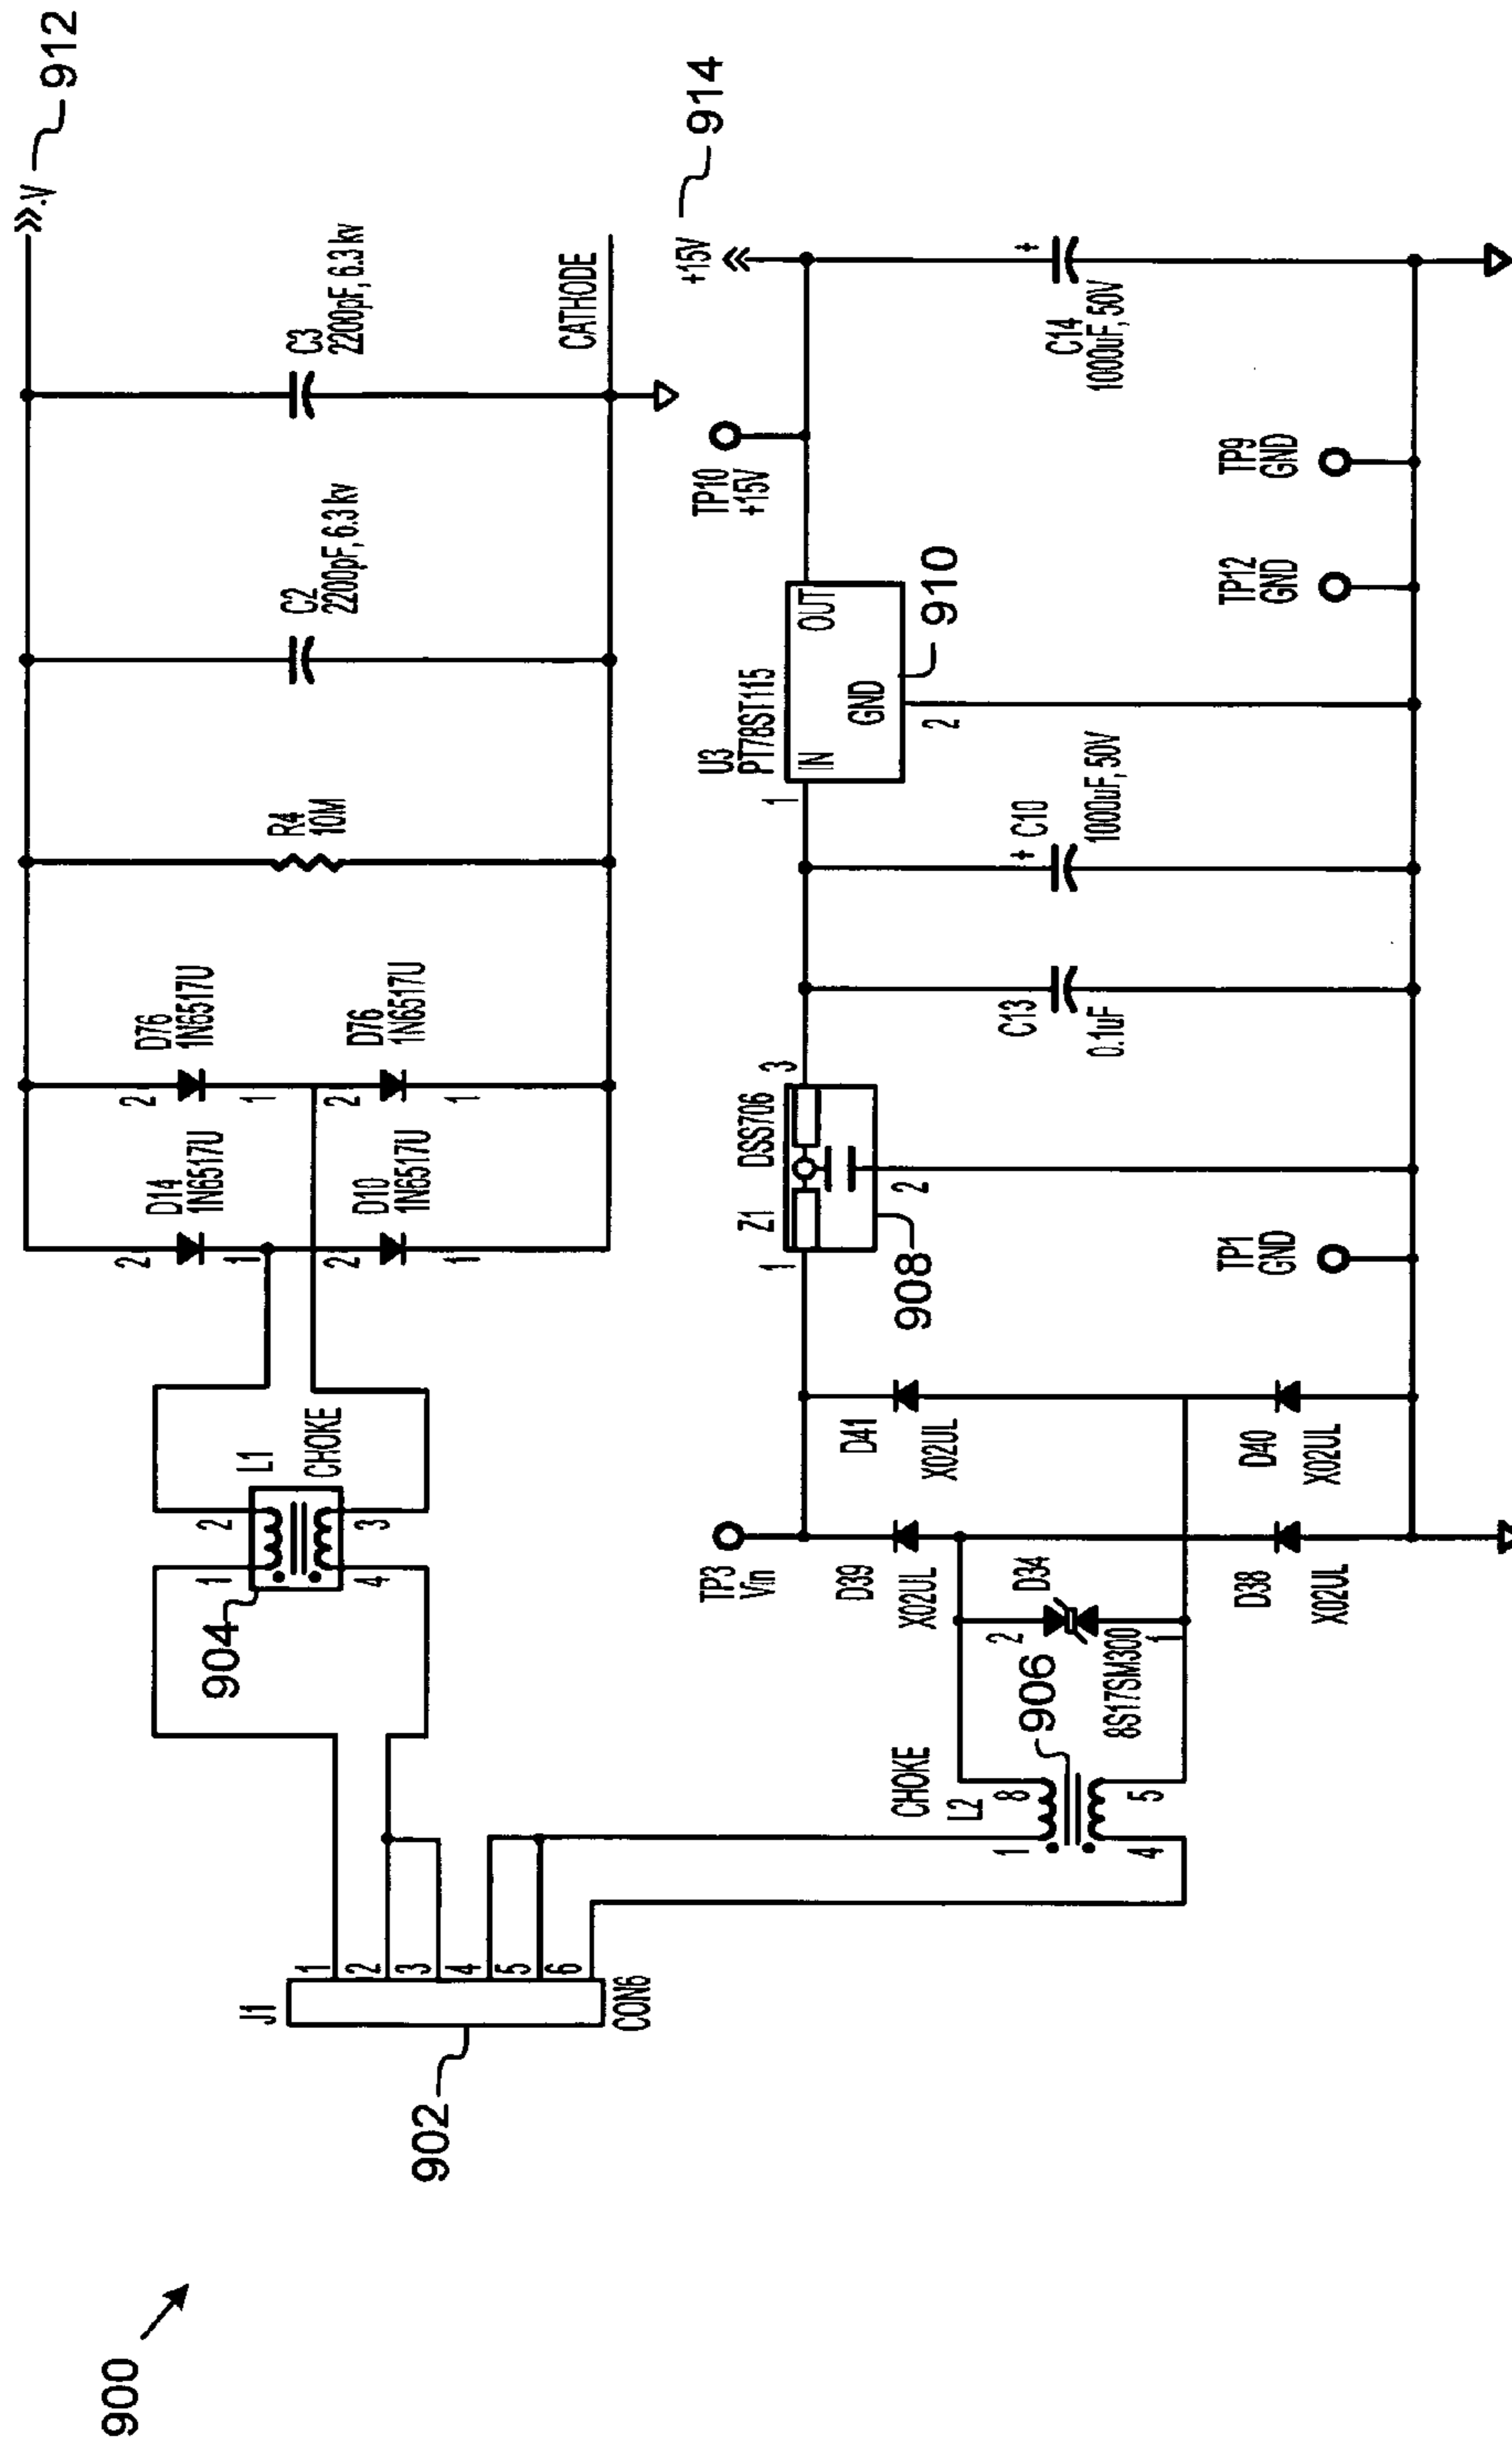 900
902
J1
CON6
1
2
3
4
5
6
904
1
2
4
3
L1
CHOKE
D14
1N6517U
2
1
D76
1N6517U
2
1
D10
1N6517U
2
1
D76
1N6517U
2
1
R4
10M
C2
2200pF, 6.3 kv
C3
2200pF, 6.3 kv
.V
912
CATHODE
CHOKE
L2
1
8
4
5
906
D34
2
1
8S17SM300
TP3
Vin
D39
X02UL
D41
X02UL
D38
X02UL
D40
X02UL
Z1
DSS706
1
3
2
908
TP1
GND
C13
0.1uF
+
C10
1000uF, 50V
U3
PT78ST115
IN
OUT
GND
1
2
910
TP10
+15V
TP12
GND
TP9
GND
+15V
914
+
C14
1000uF, 50V